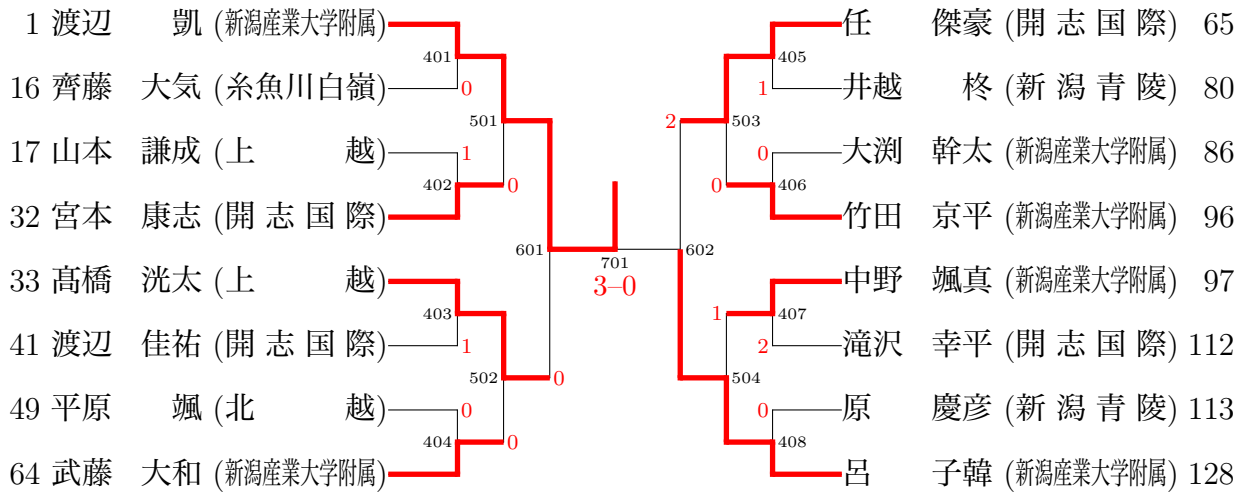 1 渡辺 凱 (新潟産業大学附属)
16 齊藤 大気 (糸魚川白嶺)
17 山本 謙成 (上越)
32 宮本 康志 (開志国際)
33 髙橋 洸太 (上越)
41 渡辺 佳祐 (開志国際)
49 平原 颯 (北越)
64 武藤 大和 (新潟産業大学附属)
401
0
501
1
402
0
601
403
1
502
0
0
404
0
701
3–0
405
1
2
503
0
0
406
602
1
407
2
504
0
408
任 傑豪 (開志国際) 65
井越 柊 (新潟青陵) 80
大渕 幹太 (新潟産業大学附属) 86
竹田 京平 (新潟産業大学附属) 96
中野 颯真 (新潟産業大学附属) 97
滝沢 幸平 (開志国際) 112
原 慶彦 (新潟青陵) 113
呂 子韓 (新潟産業大学附属) 128